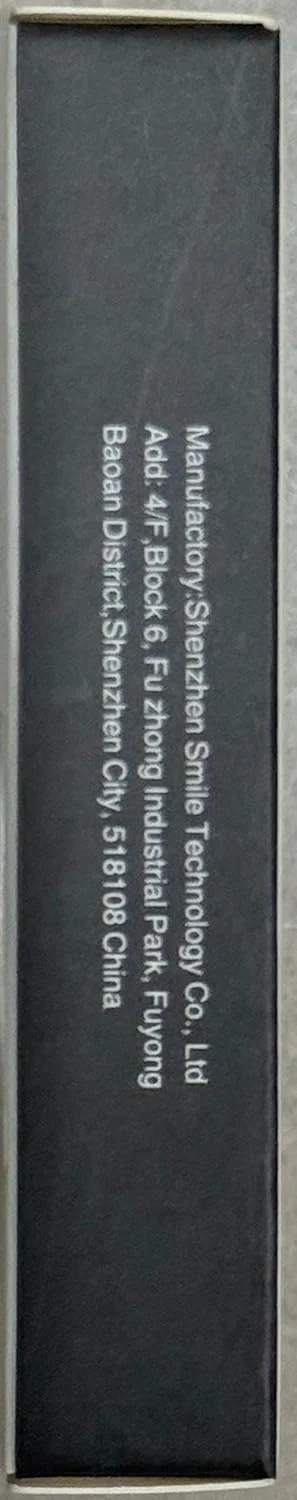 Manufactory:Shenzhen Smile Technology Co., Ltd
Add: 4/F,Block 6, Fu zhong Industrial Park, Fuyong
Baoan District,Shenzhen City, 518108 China